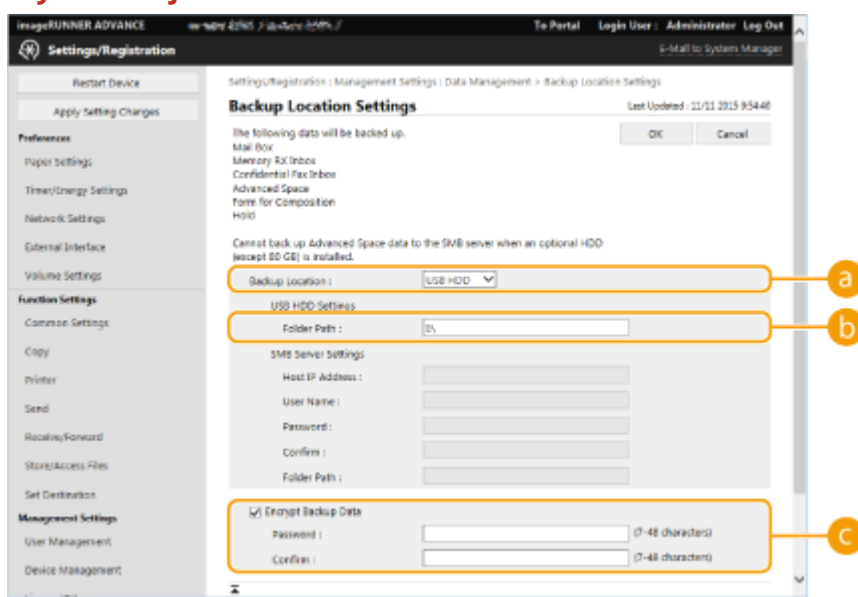 imageRUNNER ADVANCE To Portal Login User : Administrator Log Out
Settings/Registration E-Mail to System Manager
Restart Device
Apply Setting Changes
Preferences
Paper Settings
Timer/Energy Settings
Network Settings
External Interface
Volume Settings
Function Settings
Common Settings
Copy
Printer
Send
Receive/Forward
Store/Access Files
Set Destination
Management Settings
User Management
Device Management
Settings/Registration : Management Settings : Data Management > Backup Location Settings
Backup Location Settings
Last Updated : 11/11 2015 9:54:40
OK Cancel
The following data will be backed up.
Mail Box
Memory RX Inbox
Confidential Fax Inbox
Advanced Space
Form for Composition
Hold
Cannot back up Advanced Space data to the SMB server when an optional HDD
(except 80 GB) is installed.
Backup Location : USB HDD
a
USB HDD Settings
Folder Path :
b
SMB Server Settings
Host IP Address :
User Name :
Password :
Confirm :
Folder Path :
Encrypt Backup Data
Password : (7-48 characters)
c
Confirm : (7-48 characters)